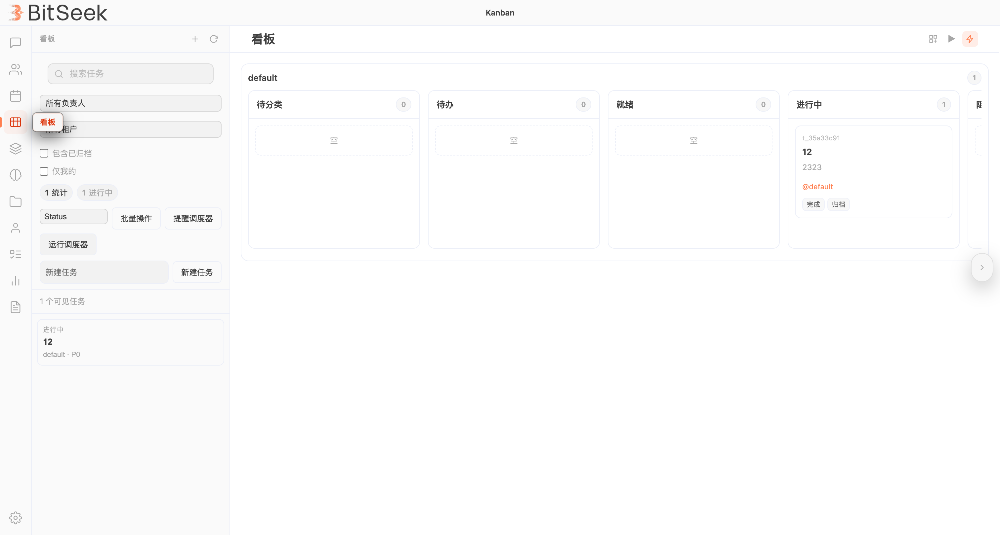 BitSeek
Kanban
看板
搜索任务
所有负责人
看板
租户
包含已归档
仅我的
1 统计
1 进行中
Status
批量操作
提醒调度器
运行调度器
新建任务
新建任务
1 个可见任务
进行中
12
default · P0
看板
default
1
待分类
0
空
待办
0
空
就绪
0
空
进行中
1
t_35a33c91
12
2323
@default
完成
归档